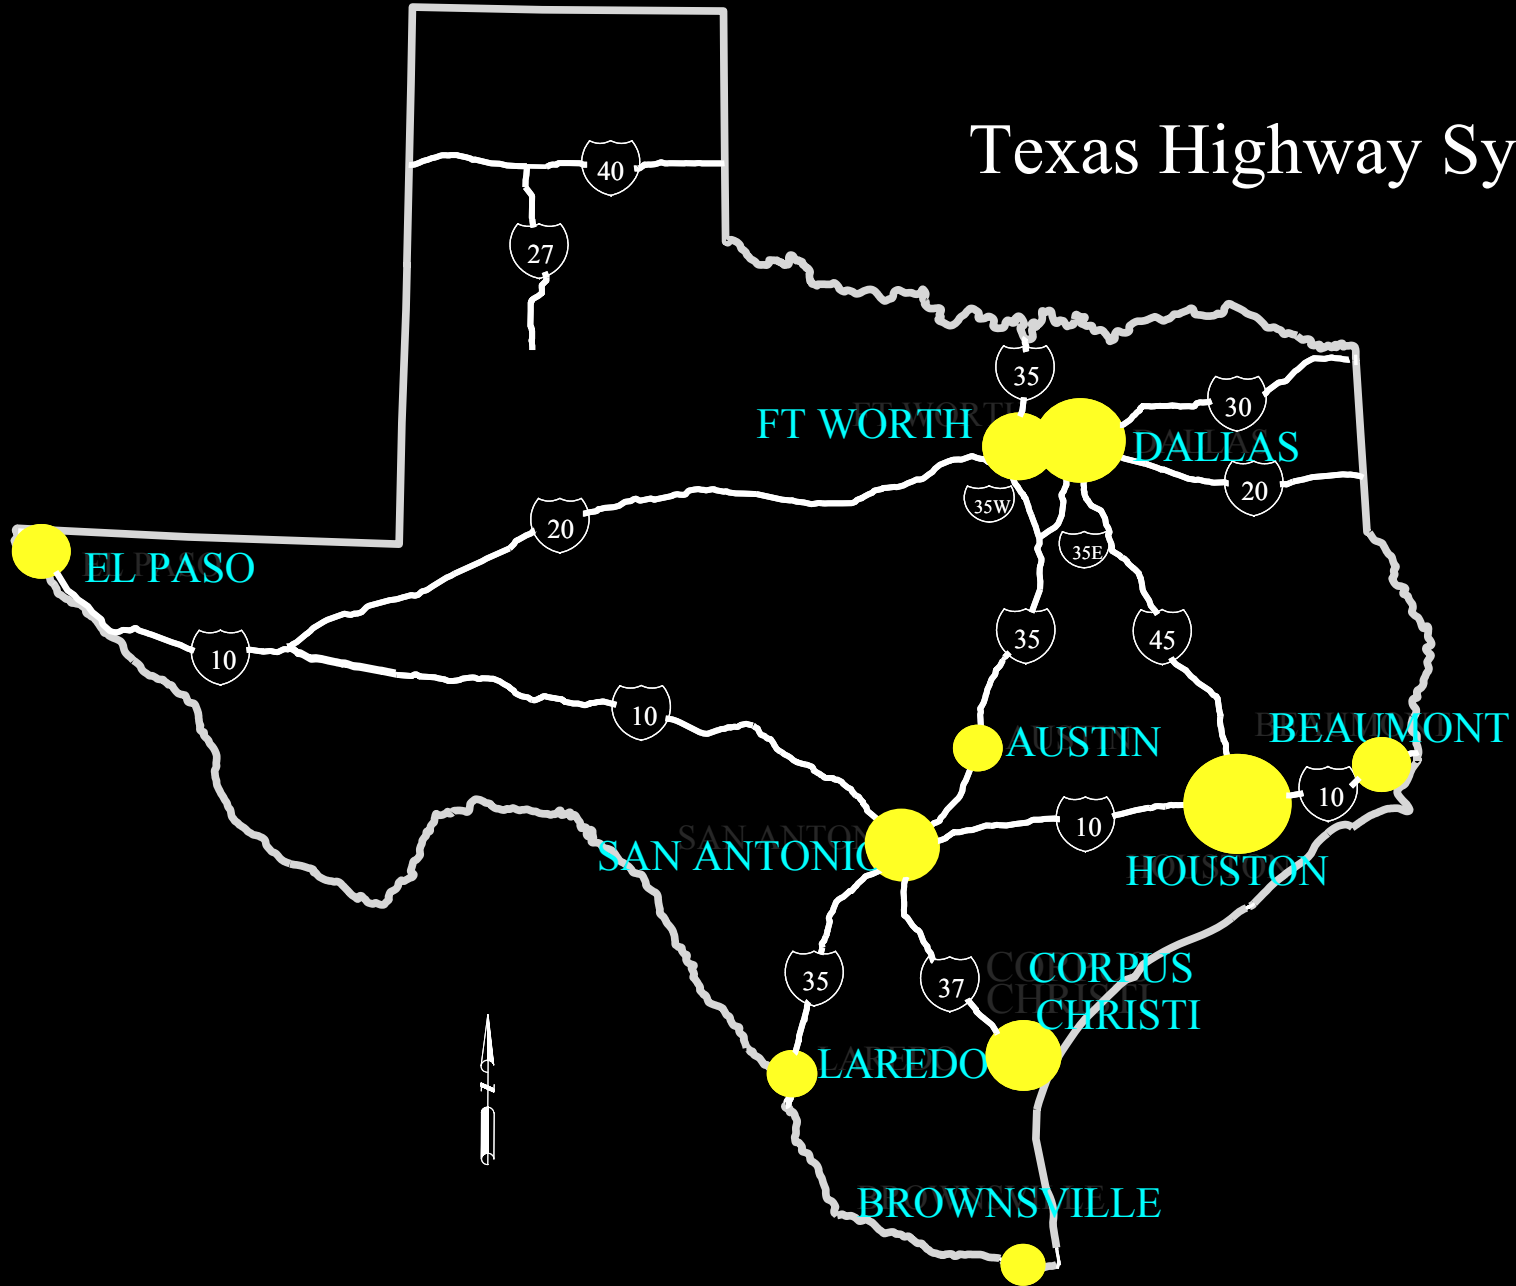 Texas Highway Sy
40
27
35
30
FT WORTH
DALLAS
20
35W
20
35E
EL PASO
10
35
45
10
AUSTIN
BEAUMONT
10
10
SAN ANTONIO
HOUSTON
35
37
CORPUS
CHRISTI
LAREDO
BROWNSVILLE